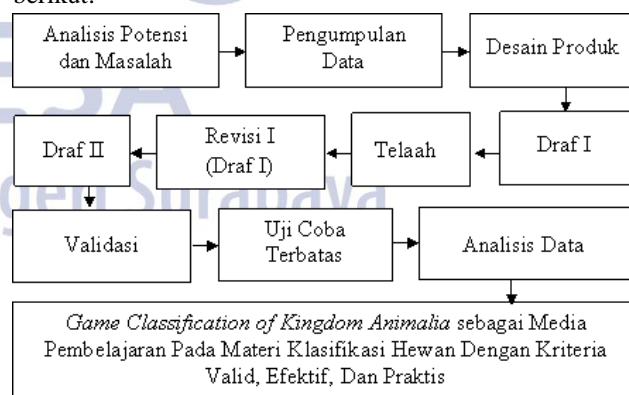 berikut.
Analisis Potensi
dan Masalah
Pengumpulan
Data
Desain Produk
Draf I
Telaah
Revisi I
(Draf I)
Draf II
Validasi
Uji Coba
Terbatas
Analisis Data
Game Classification of Kingdom Animalia sebagai Media
Pembelajaran Pada Materi Klasifikasi Hewan Dengan Kriteria
Valid, Efektif, Dan Praktis